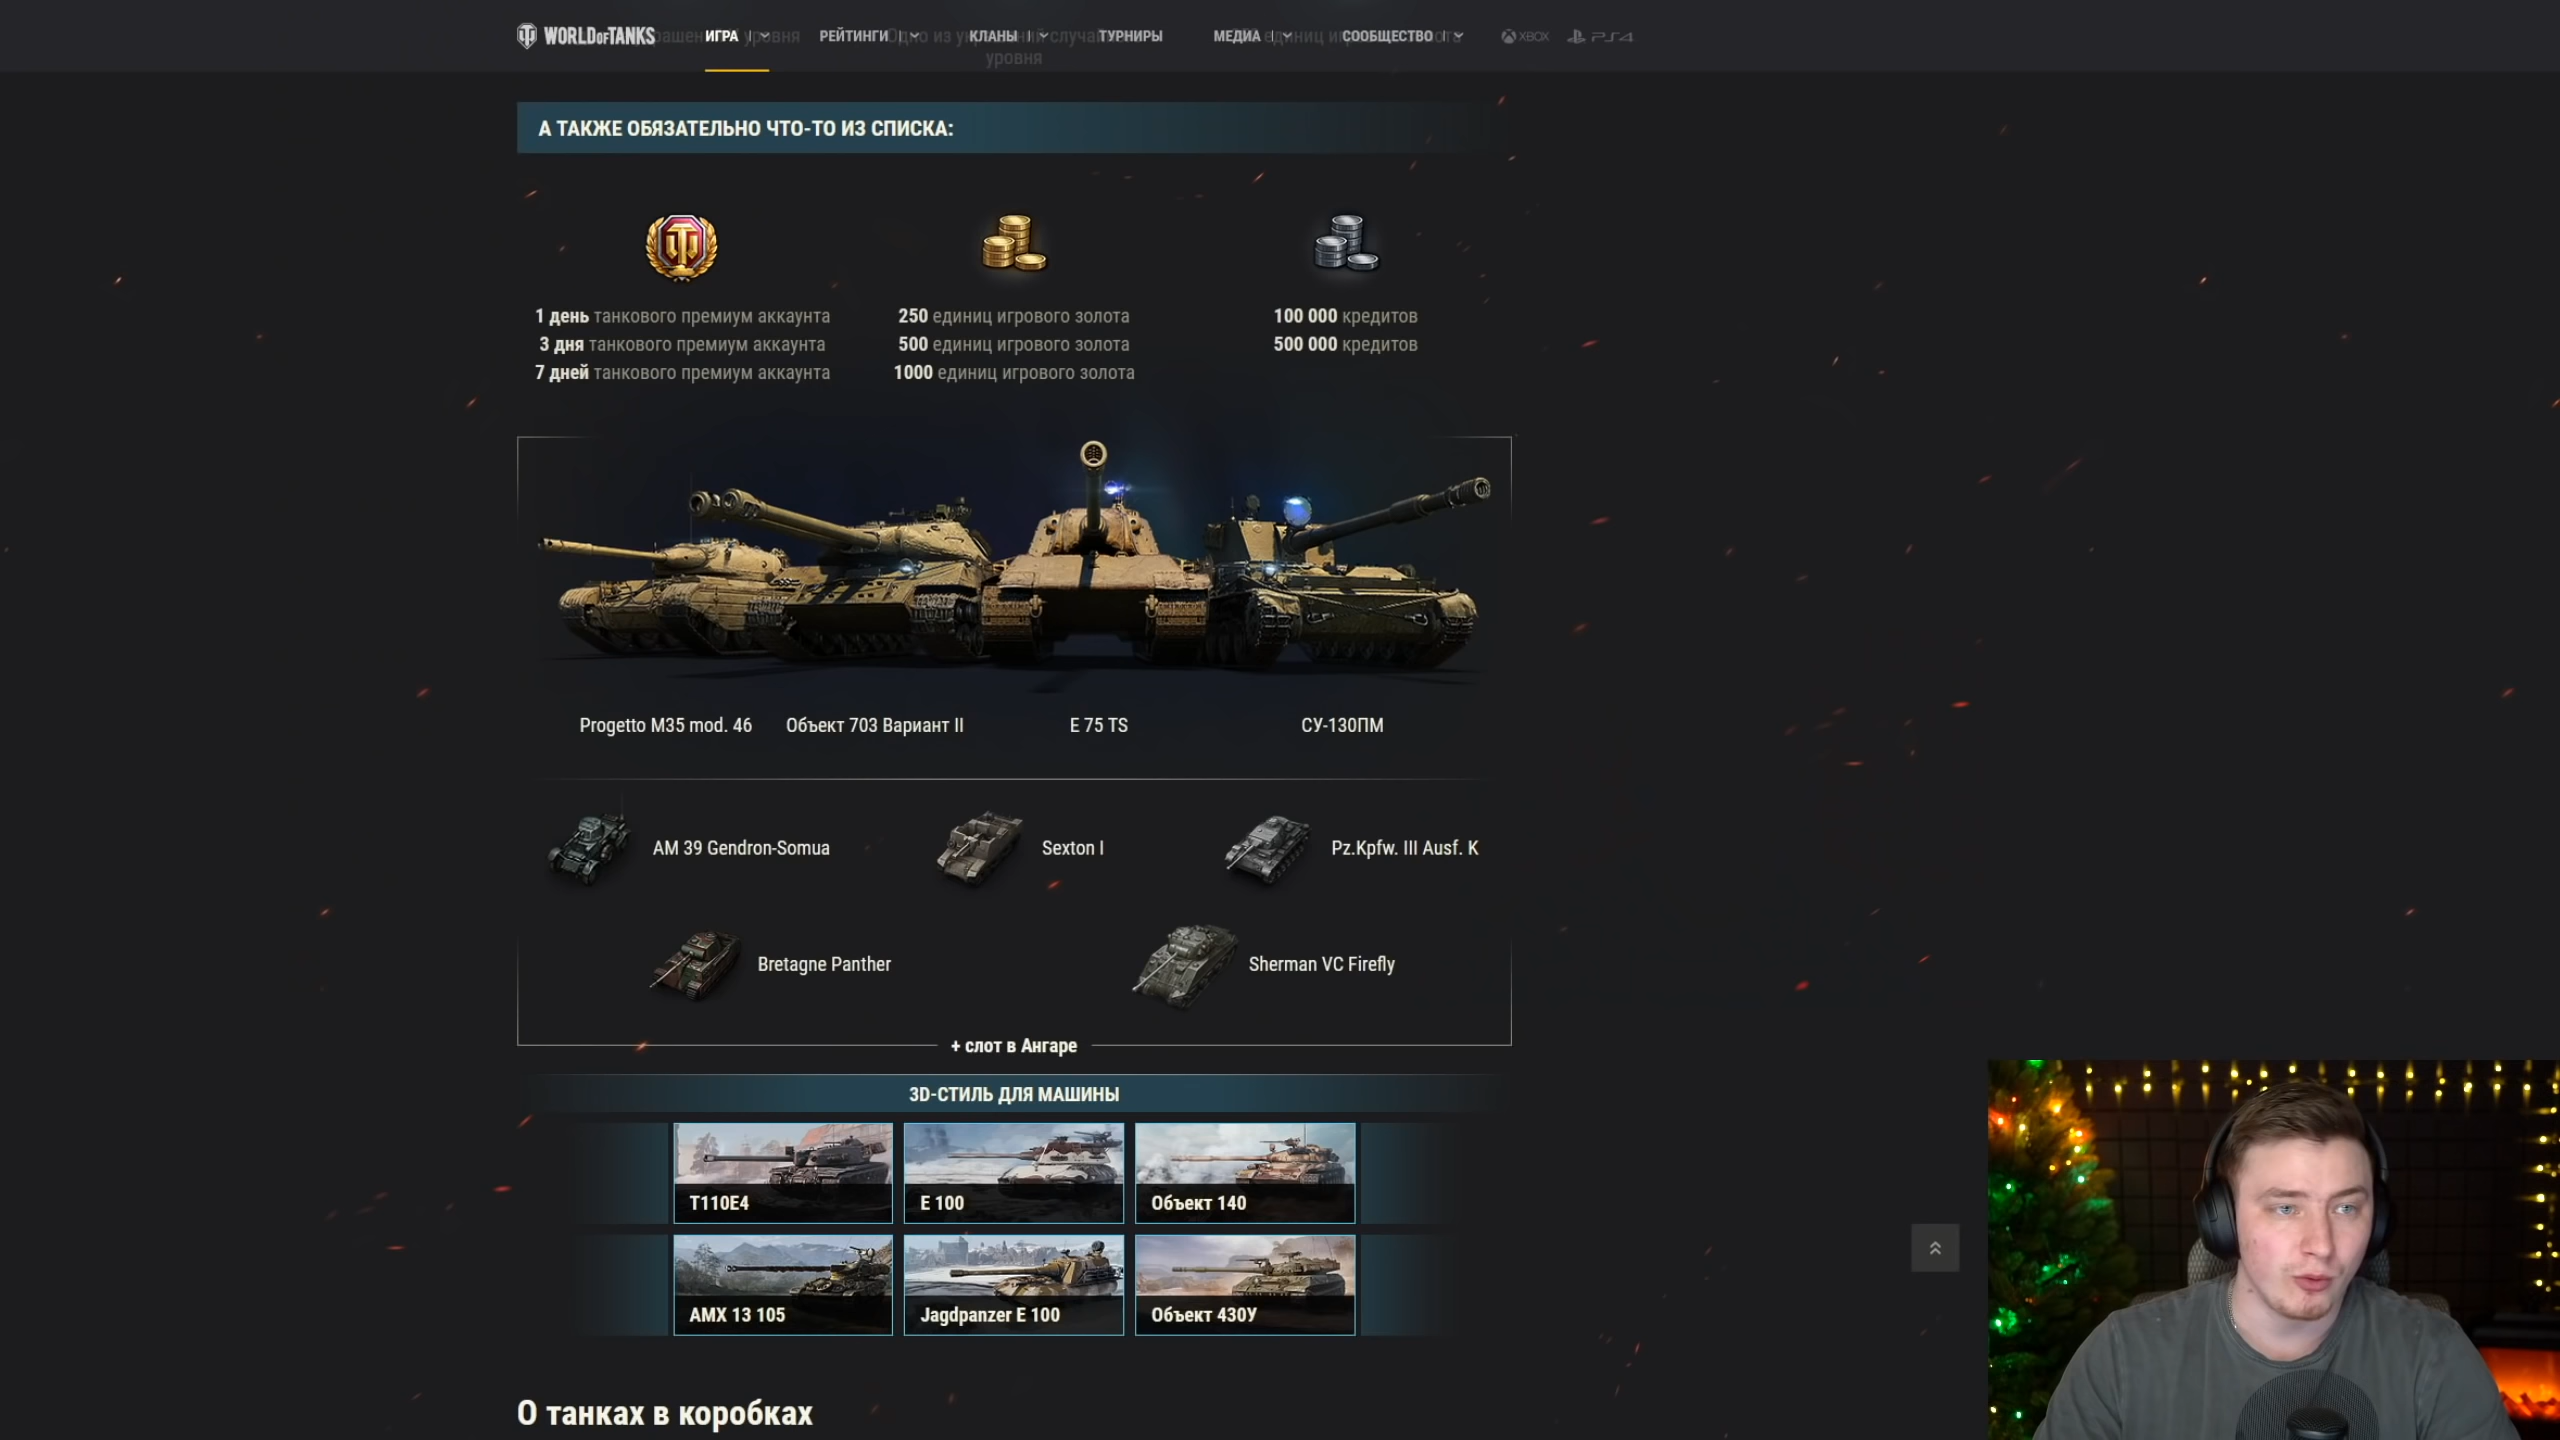 WORLD OF TANKS
ИГРА
РЕЙТИНГИ
КЛАНЫ
ТУРНИРЫ
МЕДИА
СООБЩЕСТВО
XBOX
PS4
уровня
уровня
А ТАКЖЕ ОБЯЗАТЕЛЬНО ЧТО-ТО ИЗ СПИСКА:
1 день танкового премиум аккаунта
3 дня танкового премиум аккаунта
7 дней танкового премиум аккаунта
250 единиц игрового золота
500 единиц игрового золота
1000 единиц игрового золота
100 000 кредитов
500 000 кредитов
Progetto M35 mod. 46
Объект 703 Вариант II
E 75 TS
СУ-130ПМ
AM 39 Gendron-Somua
Sexton I
Pz.Kpfw. III Ausf. K
Bretagne Panther
Sherman VC Firefly
+ слот в Ангаре
3D-СТИЛЬ ДЛЯ МАШИНЫ
T110E4
E 100
Объект 140
AMX 13 105
Jagdpanzer E 100
Объект 430У
О танках в коробках